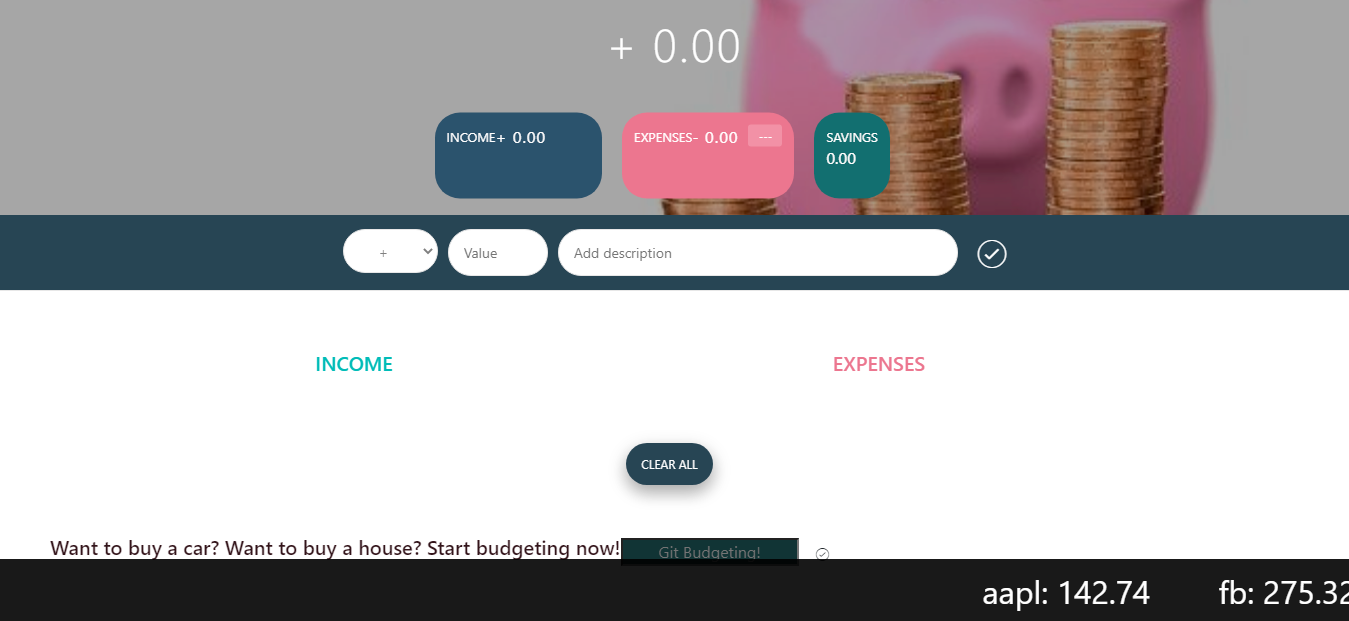 + 0.00
INCOME+ 0.00
EXPENSES- 0.00 ---
SAVINGS
0.00
+ Value Add description
INCOME EXPENSES
CLEAR ALL
Want to buy a car? Want to buy a house? Start budgeting now! Git Budgeting!
aapl: 142.74 fb: 275.32